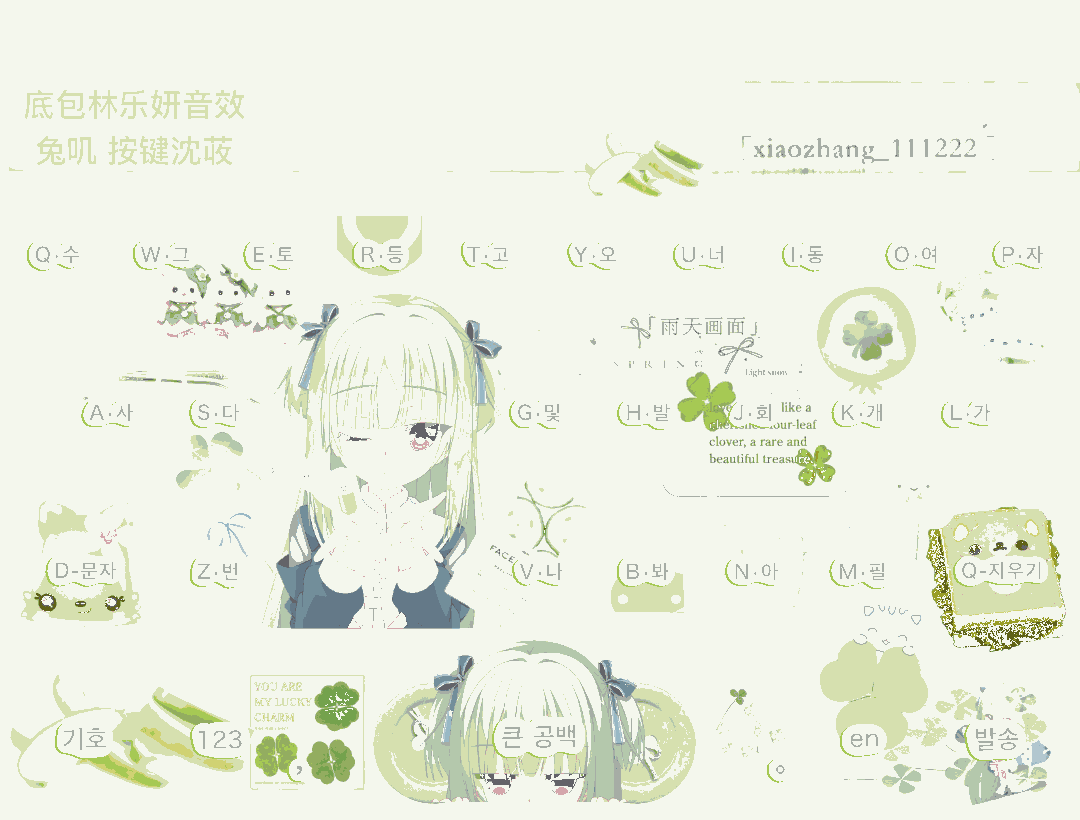 底包林乐妍音效
兔叽 按键沈荍
「xiaozhang_111222」
Q·수 W·그 E·토 R·등 T·고 Y·오 U·너 I·동 O·여 P·자
「雨天画面」
SPRING
Light snow
A·사 S·다 G·및 H·발 J·회 K·개 L·가
love like a
four-leaf
clover, a rare and
beautiful treasure.
FACE
D-문자 Z·번 V·나 B·봐 N·아 M·필 Q-지우기
YOU ARE
MY LUCKY
CHARM
기호 123 , 큰 공백 。 en 발송